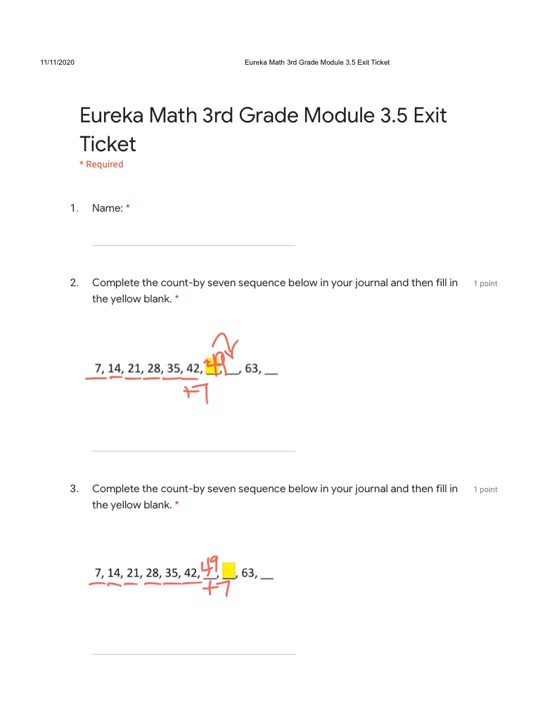 11/11/2020 Eureka Math 3rd Grade Module 3.5 Exit Ticket
Eureka Math 3rd Grade Module 3.5 Exit
Ticket
* Required
1. Name: *
2. Complete the count-by seven sequence below in your journal and then fill in 1 point
the yellow blank. *
7, 14, 21, 28, 35, 42, 49, __, 63, __
+7
3. Complete the count-by seven sequence below in your journal and then fill in 1 point
the yellow blank. *
7, 14, 21, 28, 35, 42, 49, __, 63, __
+7